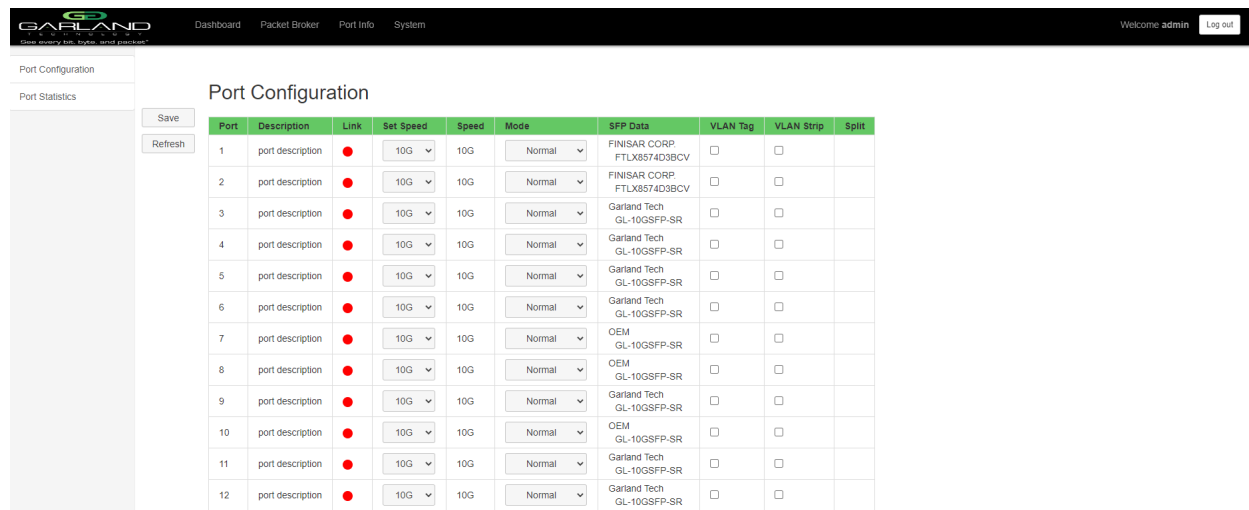 GARLAND
TECHNOLOGY
See every bit, byte, and packet®
Dashboard Packet Broker Port Info System
Welcome admin Log out
Port Configuration
Port Statistics
Port Configuration
Save
Refresh
Port Description Link Set Speed Speed Mode SFP Data VLAN Tag VLAN Strip Split
1 port description 10G 10G Normal FINISAR CORP.
FTLX8574D3BCV
2 port description 10G 10G Normal FINISAR CORP.
FTLX8574D3BCV
3 port description 10G 10G Normal Garland Tech
GL-10GSFP-SR
4 port description 10G 10G Normal Garland Tech
GL-10GSFP-SR
5 port description 10G 10G Normal Garland Tech
GL-10GSFP-SR
6 port description 10G 10G Normal Garland Tech
GL-10GSFP-SR
7 port description 10G 10G Normal OEM
GL-10GSFP-SR
8 port description 10G 10G Normal OEM
GL-10GSFP-SR
9 port description 10G 10G Normal Garland Tech
GL-10GSFP-SR
10 port description 10G 10G Normal OEM
GL-10GSFP-SR
11 port description 10G 10G Normal Garland Tech
GL-10GSFP-SR
12 port description 10G 10G Normal Garland Tech
GL-10GSFP-SR